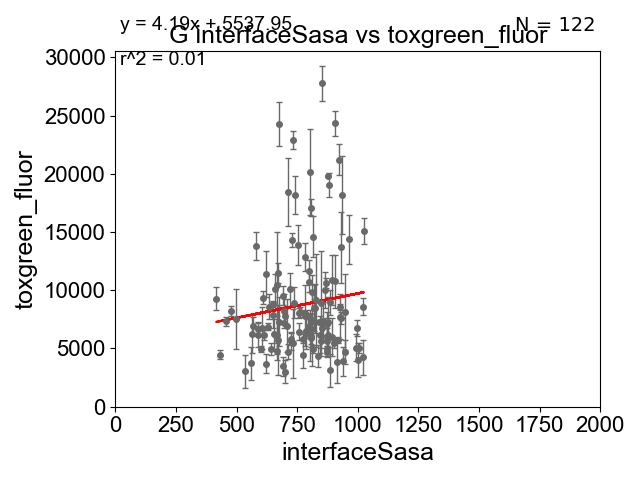 y = 4.19x + 5537.95
N = 122
G InterfaceSasa vs toxgreen_fluor
r^2 = 0.01
30000
25000
20000
15000
10000
5000
0
toxgreen_fluor
0 250 500 750 1000 1250 1500 1750 2000
interfaceSasa